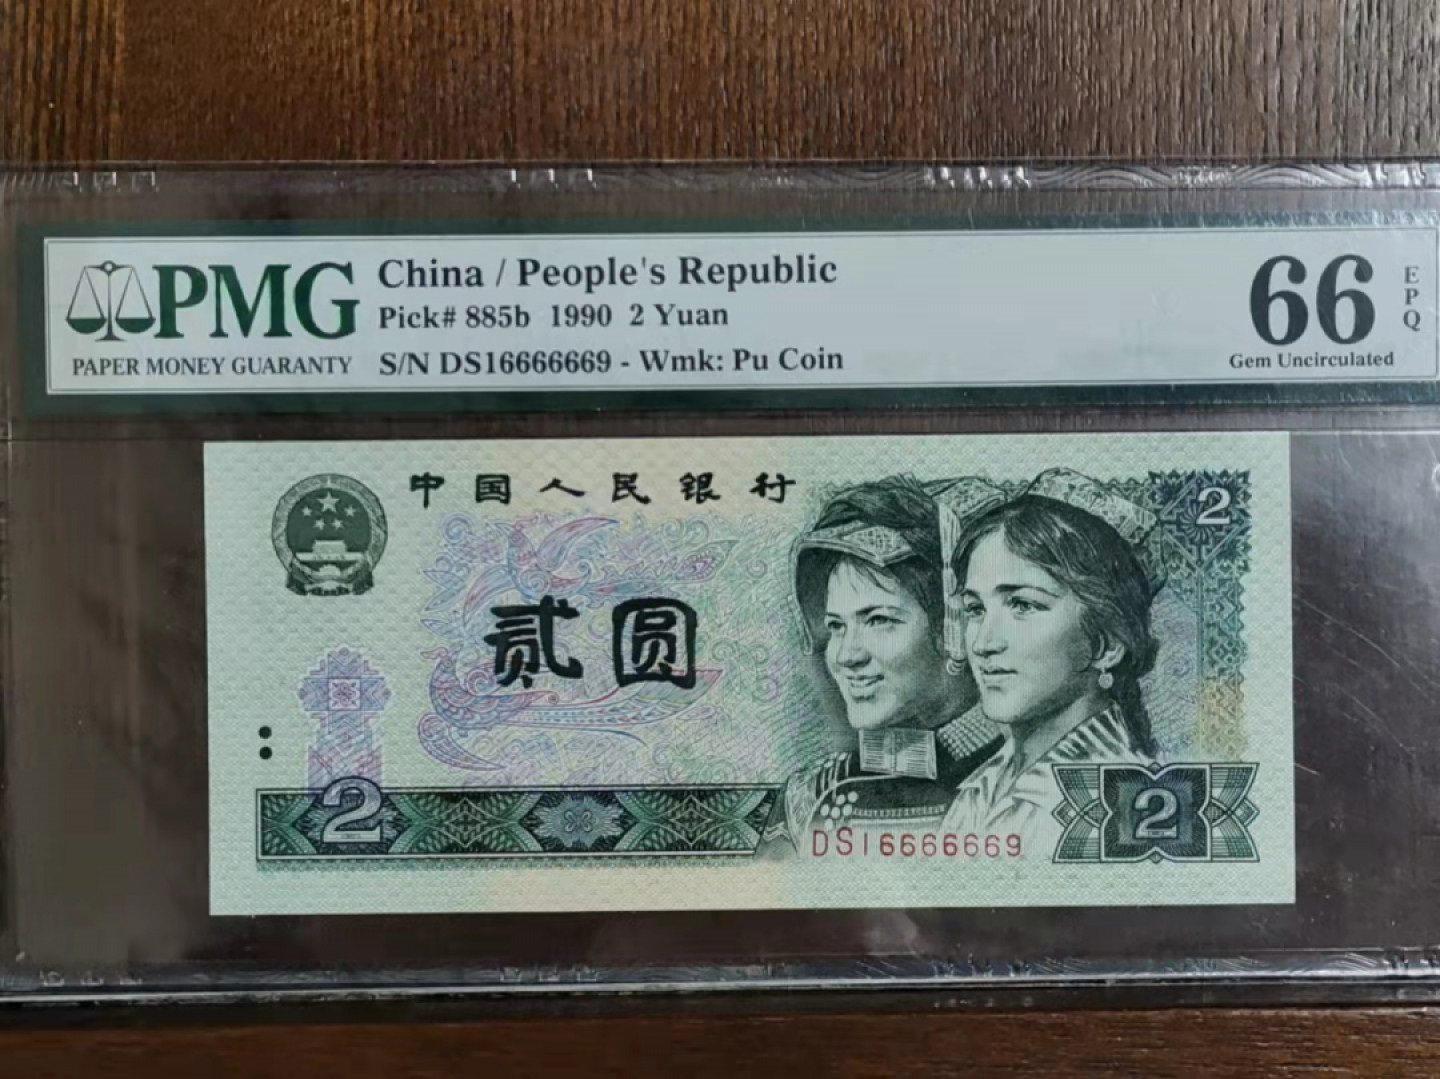 PMG
PAPER MONEY GUARANTY
China / People's Republic
Pick# 885b 1990 2 Yuan
S/N DS16666669 - Wmk: Pu Coin
66
EPQ
Gem Uncirculated
中国人民银行
2
贰圆
2
DS16666669
2